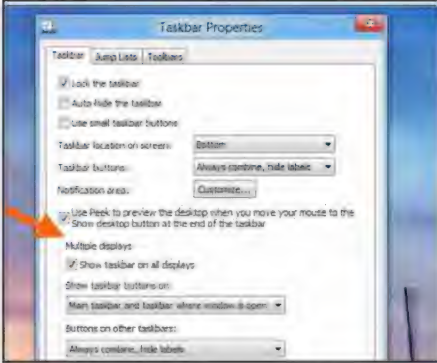 Taskbar Properties
Taskbar Jump Lists Toolbars
Lock the taskbar
Auto-hide the taskbar
Use small taskbar buttons
Taskbar location on screen: Bottom
Taskbar buttons: Always combine, hide labels
Notification area: Customize...
Use Peek to preview the desktop when you move your mouse to the
Show desktop button at the end of the taskbar
Multiple displays
Show taskbar on all displays
Show taskbar buttons on:
Main taskbar and taskbar where window is open
Buttons on other taskbars:
Always combine, hide labels